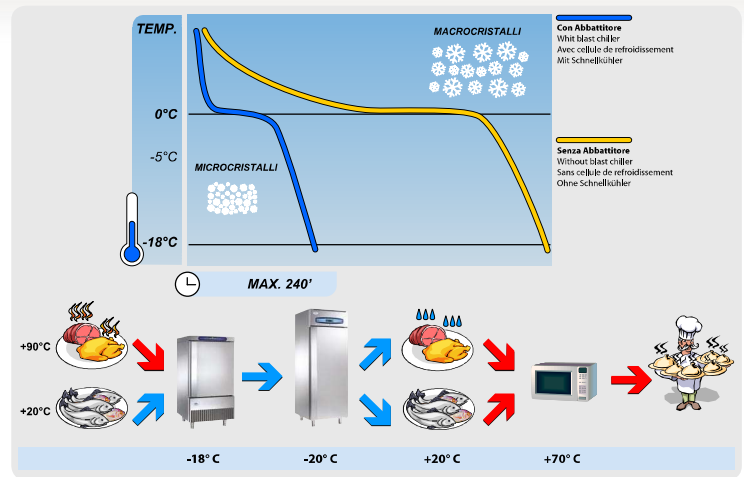 TEMP.
MACROCRISTALLI
0°C
-5°C
MICROCRISTALLI
-18°C
MAX. 240'
Con Abbattitore
Whit blast chiller
Avec cellule de refroidissement
Mit Schnellkühler
Senza Abbattitore
Without blast chiller
Sans cellule de refroidissement
Ohne Schnellkühler
+90°C
+20°C
-18° C
-20° C
+20° C
+70° C